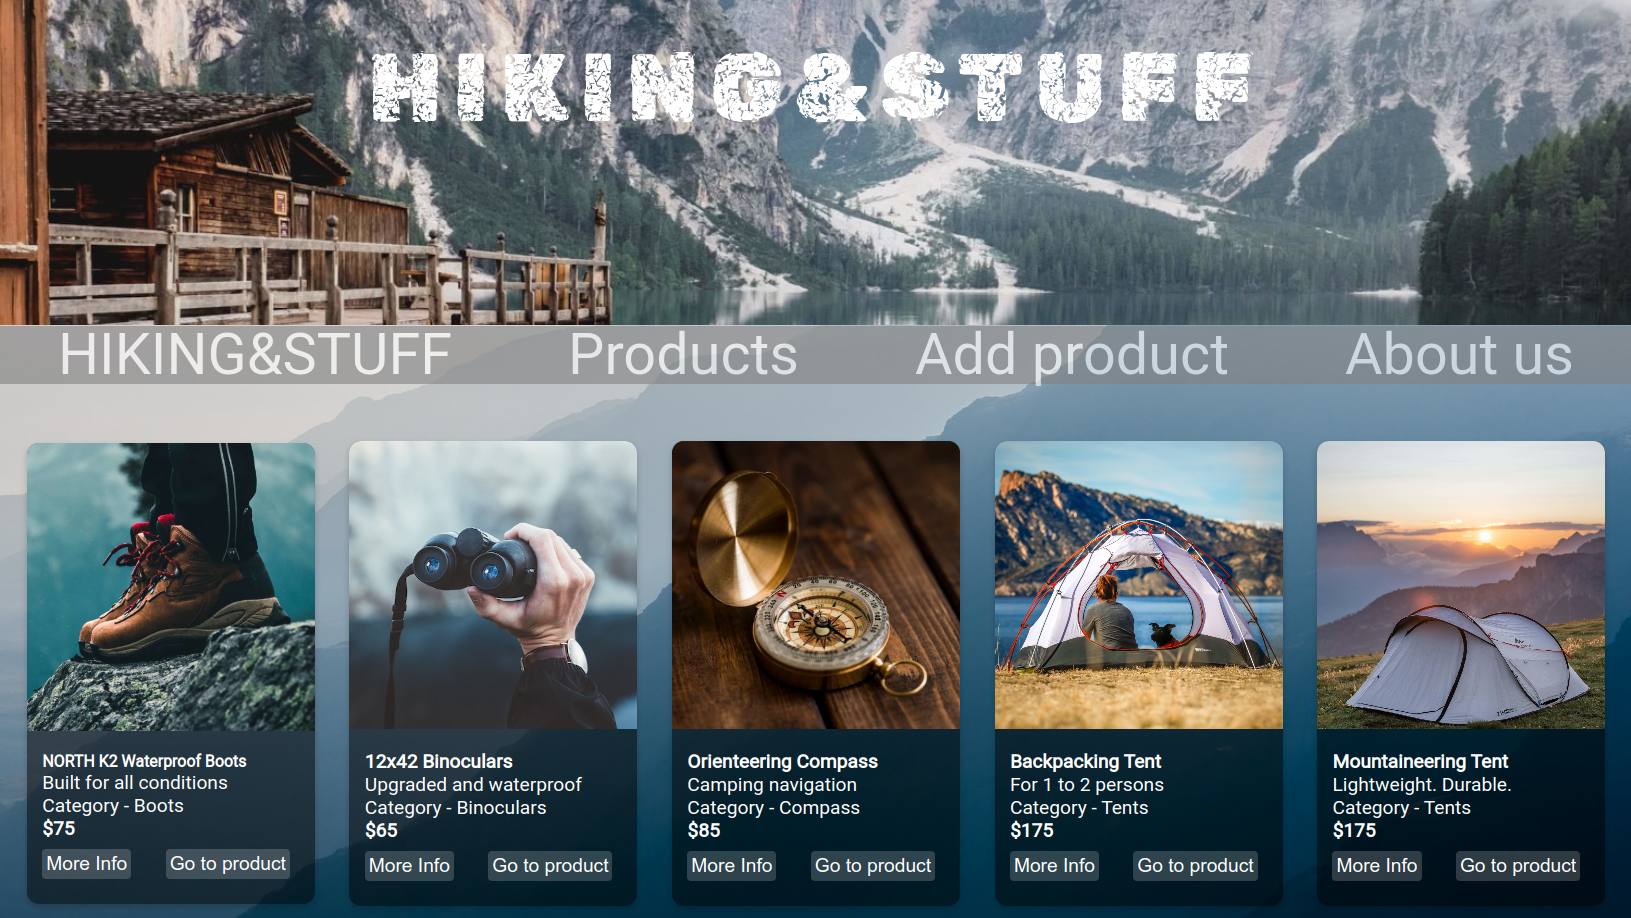 HIKING&STUFF
HIKING&STUFF Products Add product About us
NORTH K2 Waterproof Boots
Built for all conditions
Category - Boots
$75
More Info Go to product
12x42 Binoculars
Upgraded and waterproof
Category - Binoculars
$65
More Info Go to product
Orienteering Compass
Camping navigation
Category - Compass
$85
More Info Go to product
Backpacking Tent
For 1 to 2 persons
Category - Tents
$175
More Info Go to product
Mountaineering Tent
Lightweight. Durable.
Category - Tents
$175
More Info Go to product